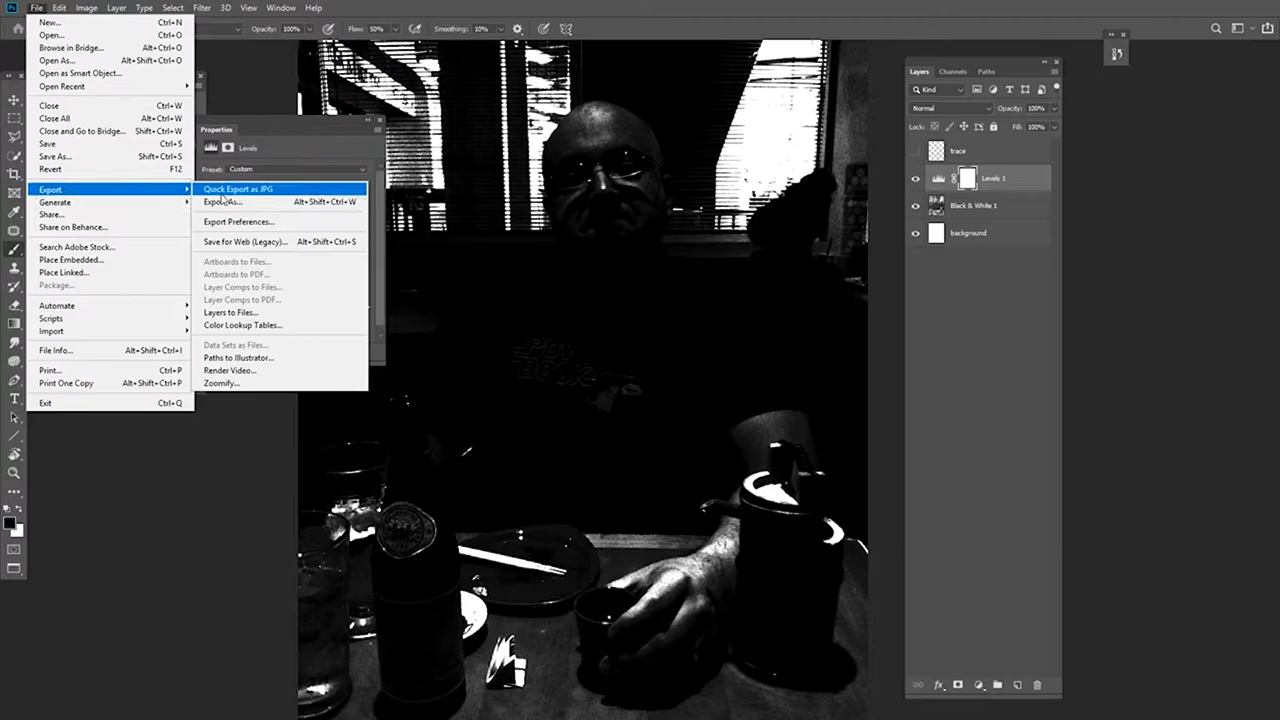 Ps File Edit Image Layer Type Select Filter 3D View Window Help
Opacity: 100% Flow: 50% Smoothing: 10%
New... Ctrl+N
Open... Ctrl+O
Browse in Bridge... Alt+Ctrl+O
Open As... Alt+Shift+Ctrl+O
Open as Smart Object...
Open Recent
Close Ctrl+W
Close All Alt+Ctrl+W
Close and Go to Bridge... Shift+Ctrl+W
Save Ctrl+S
Save As... Shift+Ctrl+S
Revert F12
Export
Generate
Share...
Share on Behance...
Search Adobe Stock...
Place Embedded...
Place Linked...
Package...
Automate
Scripts
Import
File Info... Alt+Shift+Ctrl+I
Print... Ctrl+P
Print One Copy Alt+Shift+Ctrl+P
Exit Ctrl+Q
Properties
Levels
Preset: Custom
Quick Export as JPG
Export As... Alt+Shift+Ctrl+W
Export Preferences...
Save for Web (Legacy)... Alt+Shift+Ctrl+S
Artboards to Files...
Artboards to PDF...
Layer Comps to Files...
Layer Comps to PDF...
Layers to Files...
Color Lookup Tables...
Data Sets as Files...
Paths to Illustrator...
Render Video...
Zoomify...
BOOK
Layers Channels Paths
Kind
Normal Opacity: 100%
Lock: Fill: 100%
trace
Levels 1
Black & White 1
background